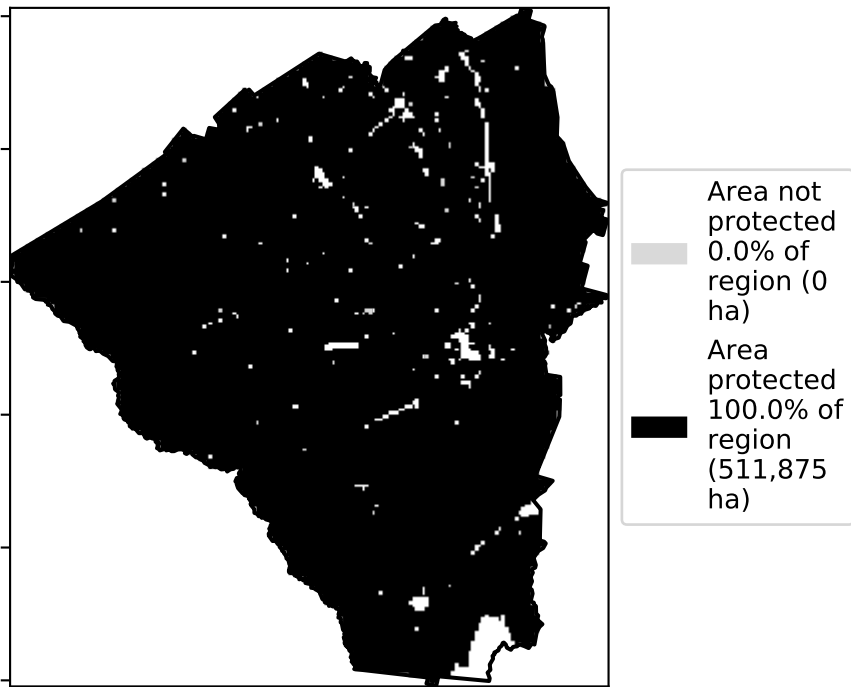 Area not
protected
0.0% of
region (0
ha)
Area
protected
100.0% of
region
(511,875
ha)